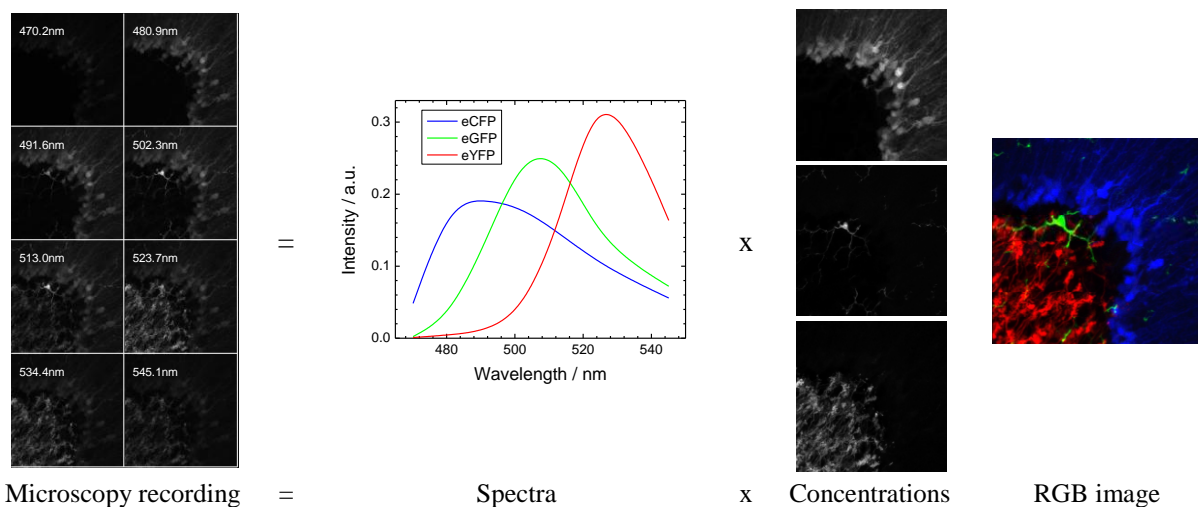 470.2nm 480.9nm
491.6nm 502.3nm
513.0nm 523.7nm
534.4nm 545.1nm
=
Intensity / a.u.
0.3
0.2
0.1
0.0
eCFP
eGFP
eYFP
480 500 520 540
Wavelength / nm
x
Microscopy recording = Spectra x Concentrations RGB image